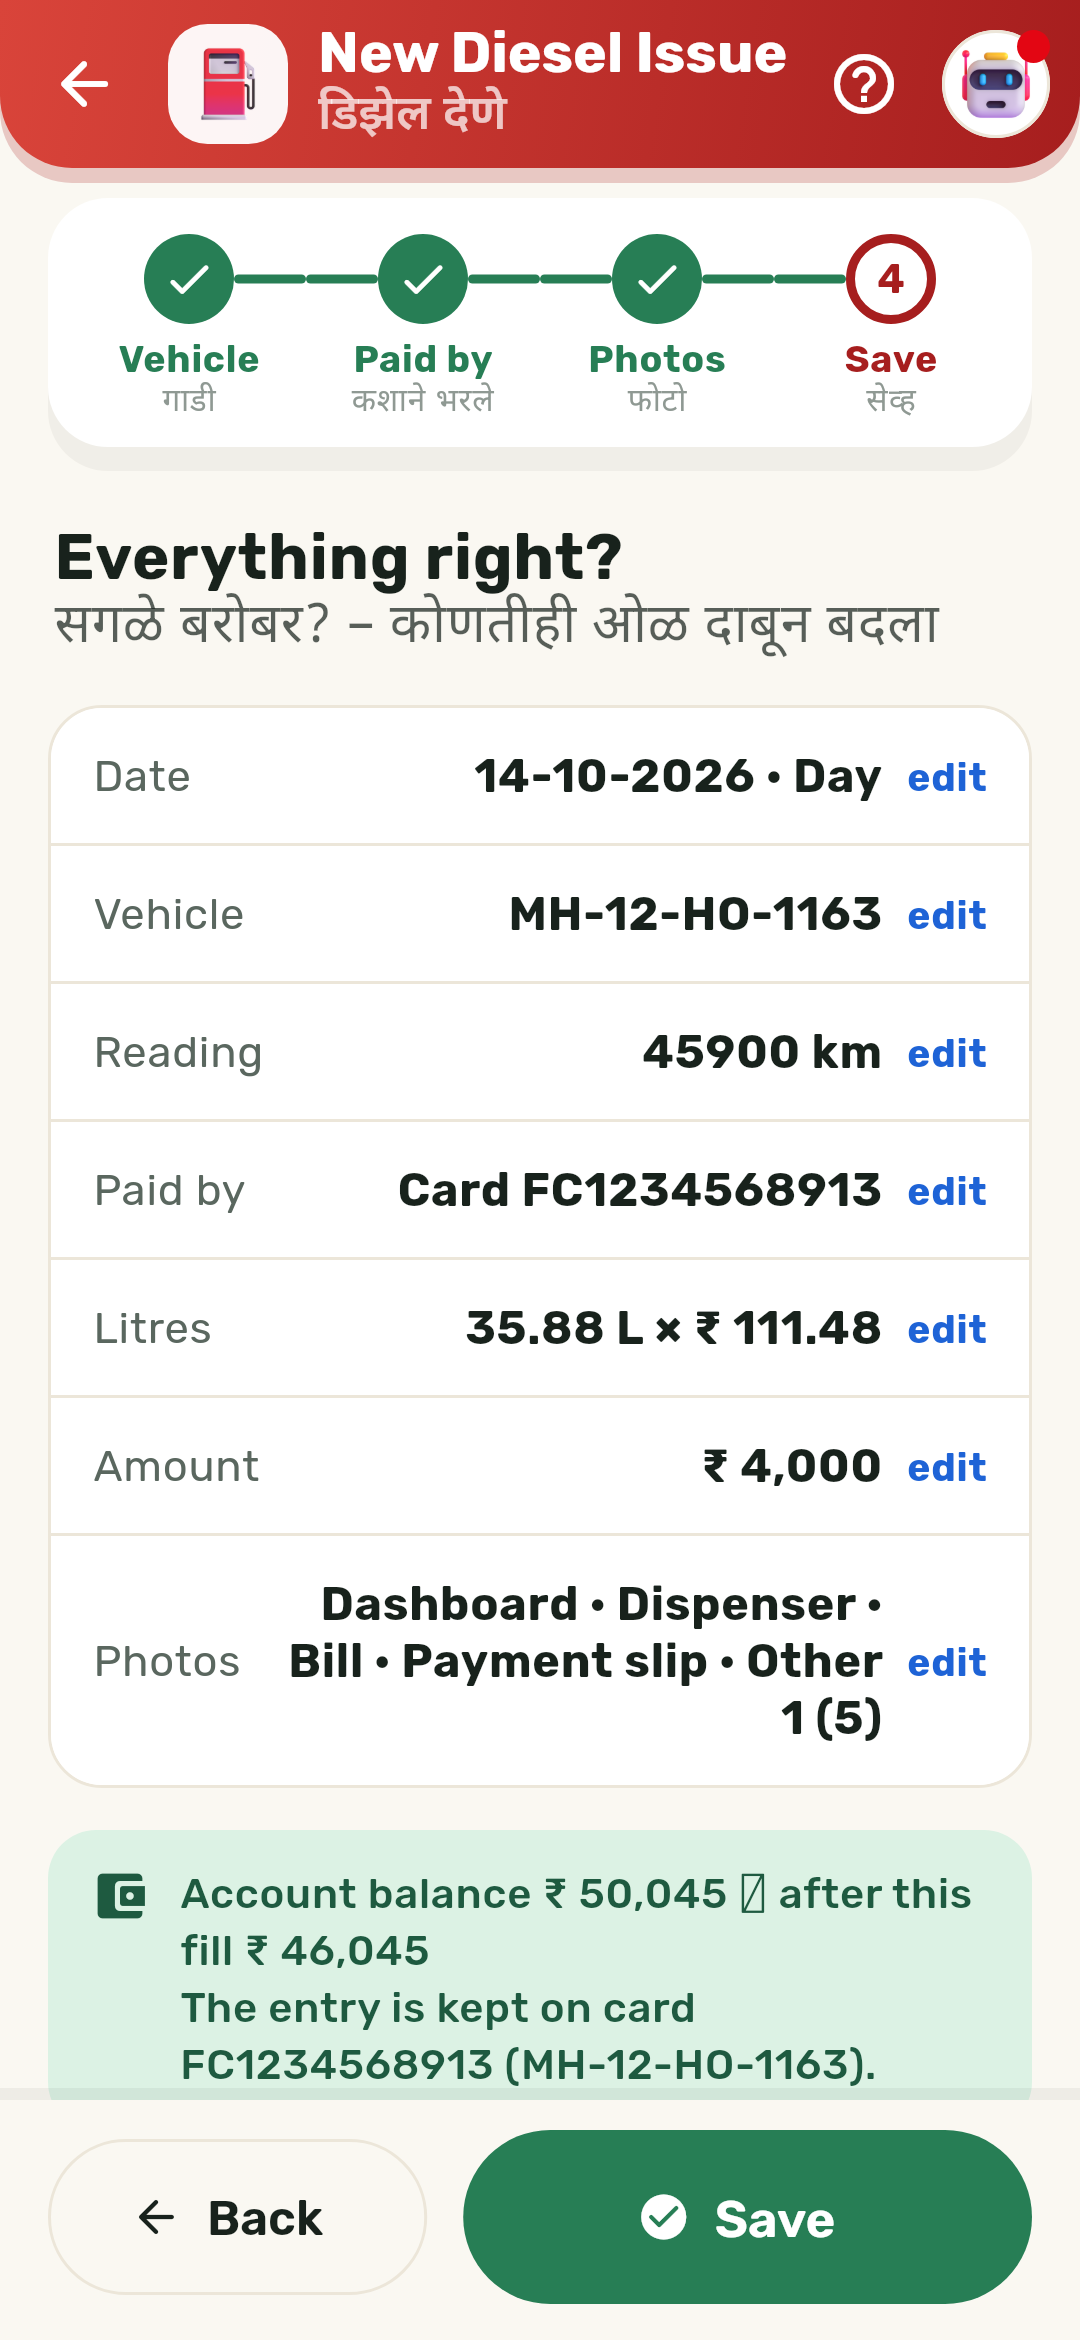 New Diesel Issue
डिझेल देणे
4
Vehicle
गाडी
Paid by
कशाने भरले
Photos
फोटो
Save
सेव्ह
Everything right?
सगळे बरोबर? – कोणतीही ओळ दाबून बदला
Date 14-10-2026 • Day edit
Vehicle MH-12-HO-1163 edit
Reading 45900 km edit
Paid by Card FC1234568913 edit
Litres 35.88 L × ₹ 111.48 edit
Amount ₹ 4,000 edit
Photos Dashboard • Dispenser •
Bill • Payment slip • Other
1 (5) edit
Account balance ₹ 50,045 after this
fill ₹ 46,045
The entry is kept on card
FC1234568913 (MH-12-HO-1163).
Back
Save